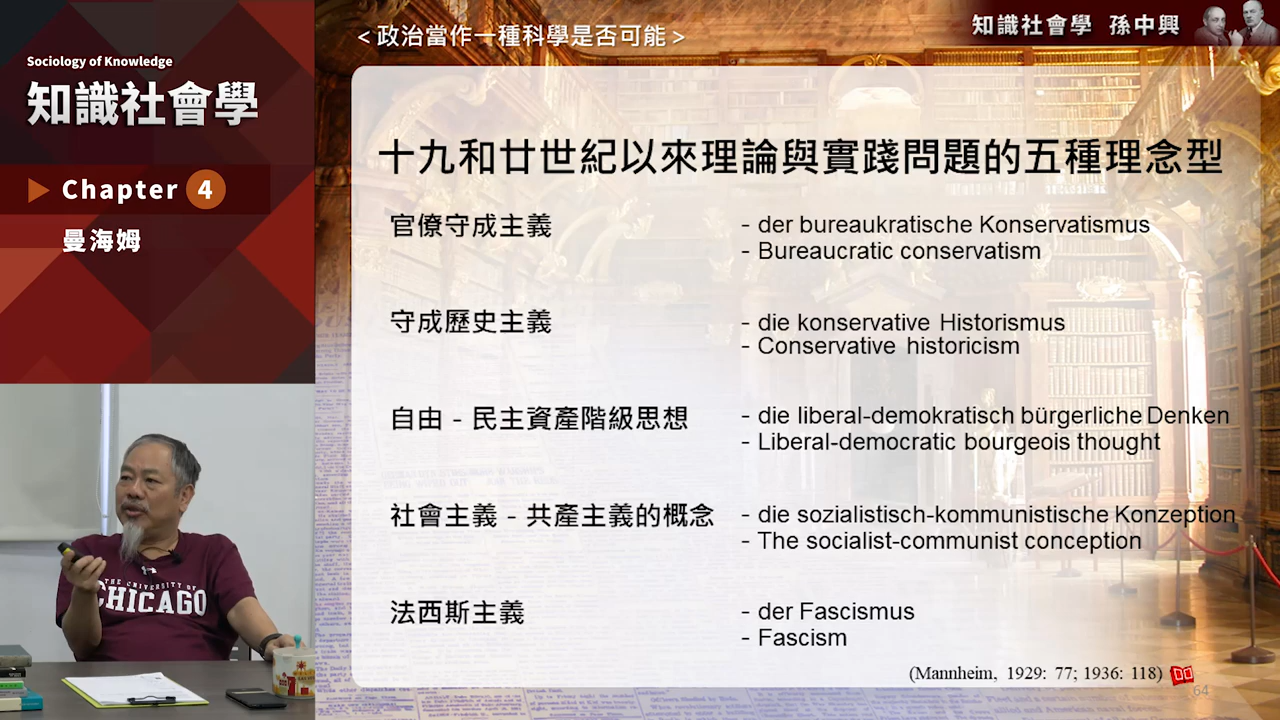 Sociology of Knowledge
知識社會學
Chapter 4
曼海姆
<政治當作一種科學是否可能>
知識社會學 孫中興
十九和廿世紀以來理論與實踐問題的五種理念型
官僚守成主義
- der bureaukratische Konservatismus
- Bureaucratic conservatism
守成歷史主義
- die konservative Historismus
- Conservative historicism
自由-民主資產階級思想
- die liberal-demokratisch bürgerliche Denken
- Liberal-democratic bourgeois thought
社會主義-共產主義的概念
- die sozialistisch-kommunistische Konzeption
- The socialist-communist conception
法西斯主義
- der Fascismus
- Fascism
(Mannheim, 1929: 77; 1936: 118)
64
THE UNIVERSITY OF
CHICAGO